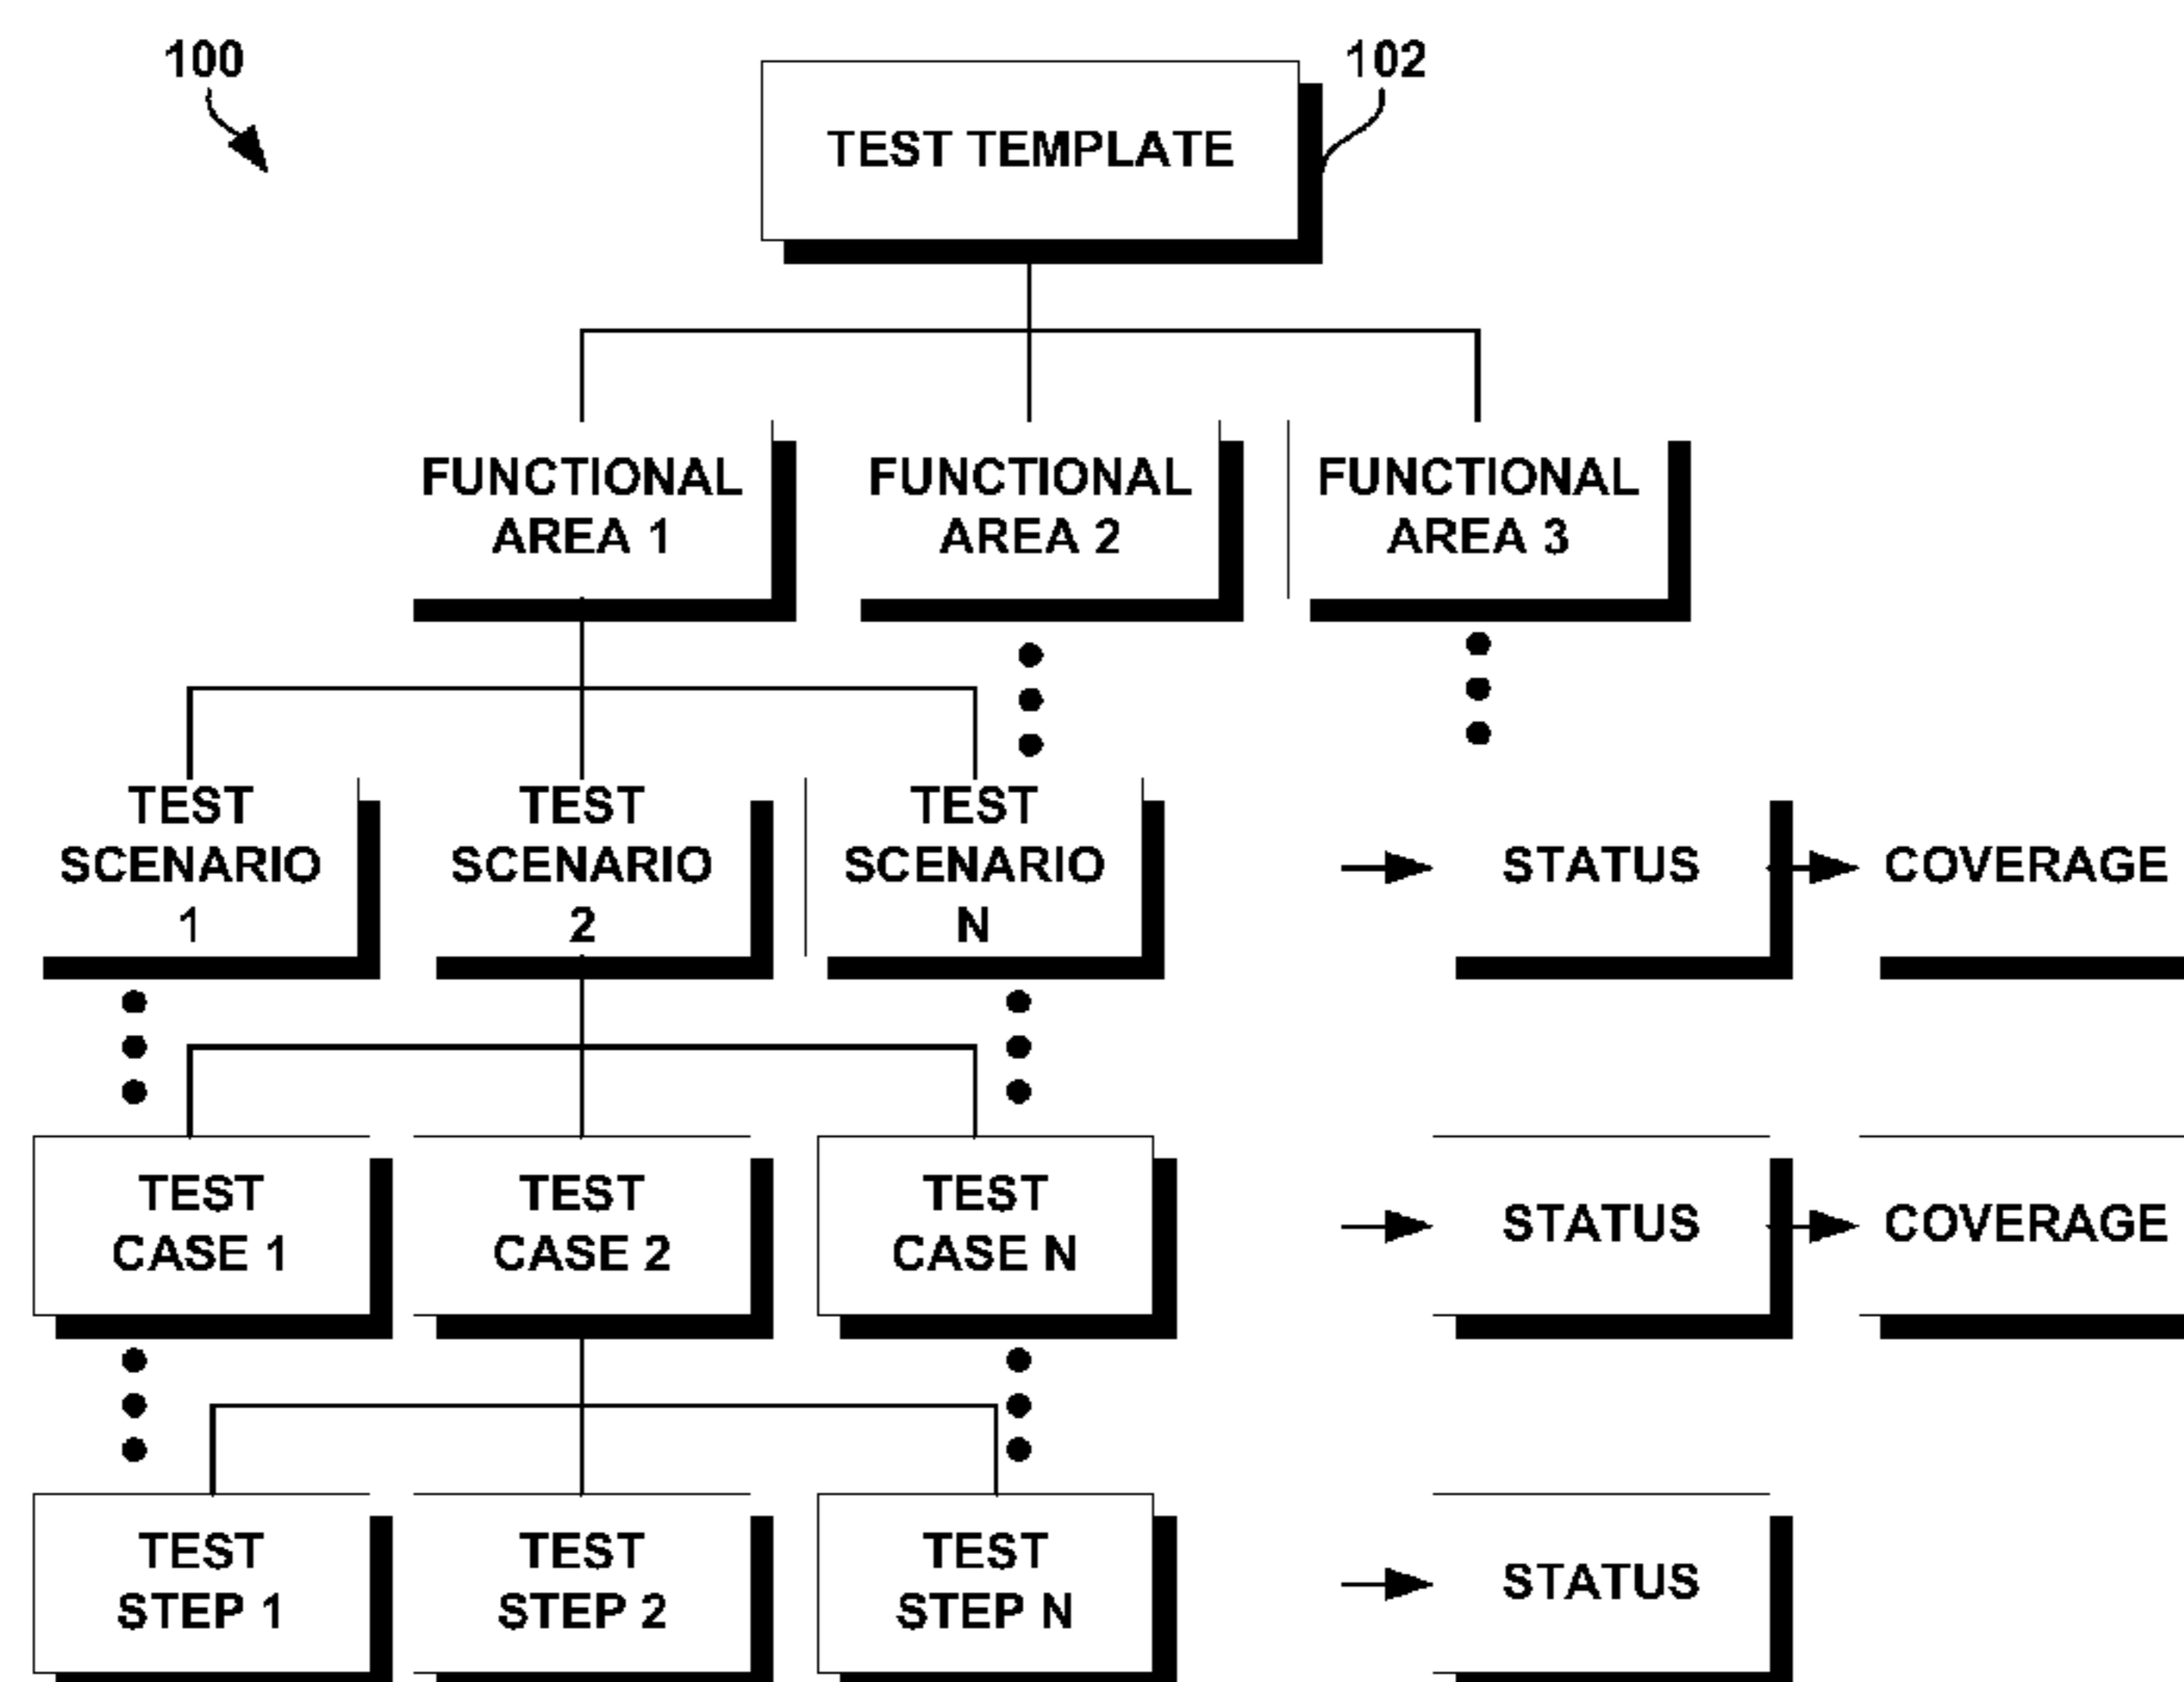 100
102
TEST TEMPLATE
FUNCTIONAL
AREA 1
FUNCTIONAL
AREA 2
FUNCTIONAL
AREA 3
TEST
SCENARIO
1
TEST
SCENARIO
2
TEST
SCENARIO
N
STATUS
COVERAGE
TEST
CASE 1
TEST
CASE 2
TEST
CASE N
STATUS
COVERAGE
TEST
STEP 1
TEST
STEP 2
TEST
STEP N
STATUS